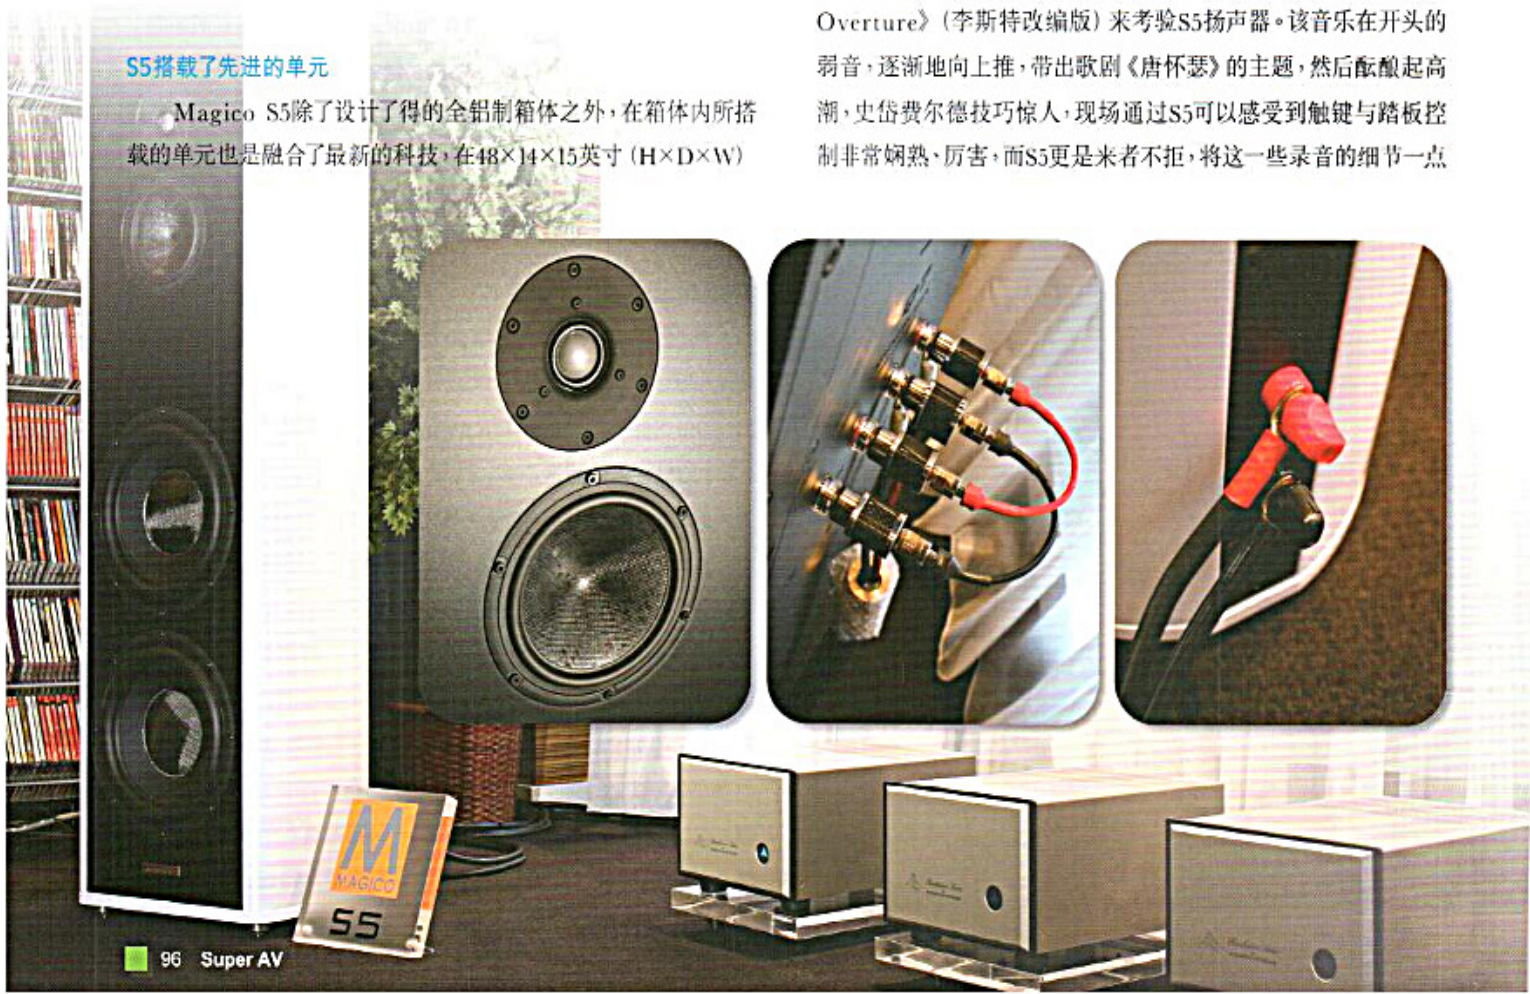 S5搭载了先进的单元
Magico S5除了设计了得的全铝制箱体之外，在箱体内所搭
载的单元也是融合了最新的科技，在48×14×15英寸（H×D×W）
Overture》（李斯特改编版）来考验S5扬声器。该音乐在开头的
弱音，逐渐地向上推，带出歌剧《唐怀瑟》的主题，然后酝酿起高
潮，史岱费尔德技巧惊人，现场通过S5可以感受到触键与踏板控
制非常娴熟、厉害，而S5更是来者不拒，将这一些录音的细节一点
M
MAGICO
S5
96 Super AV